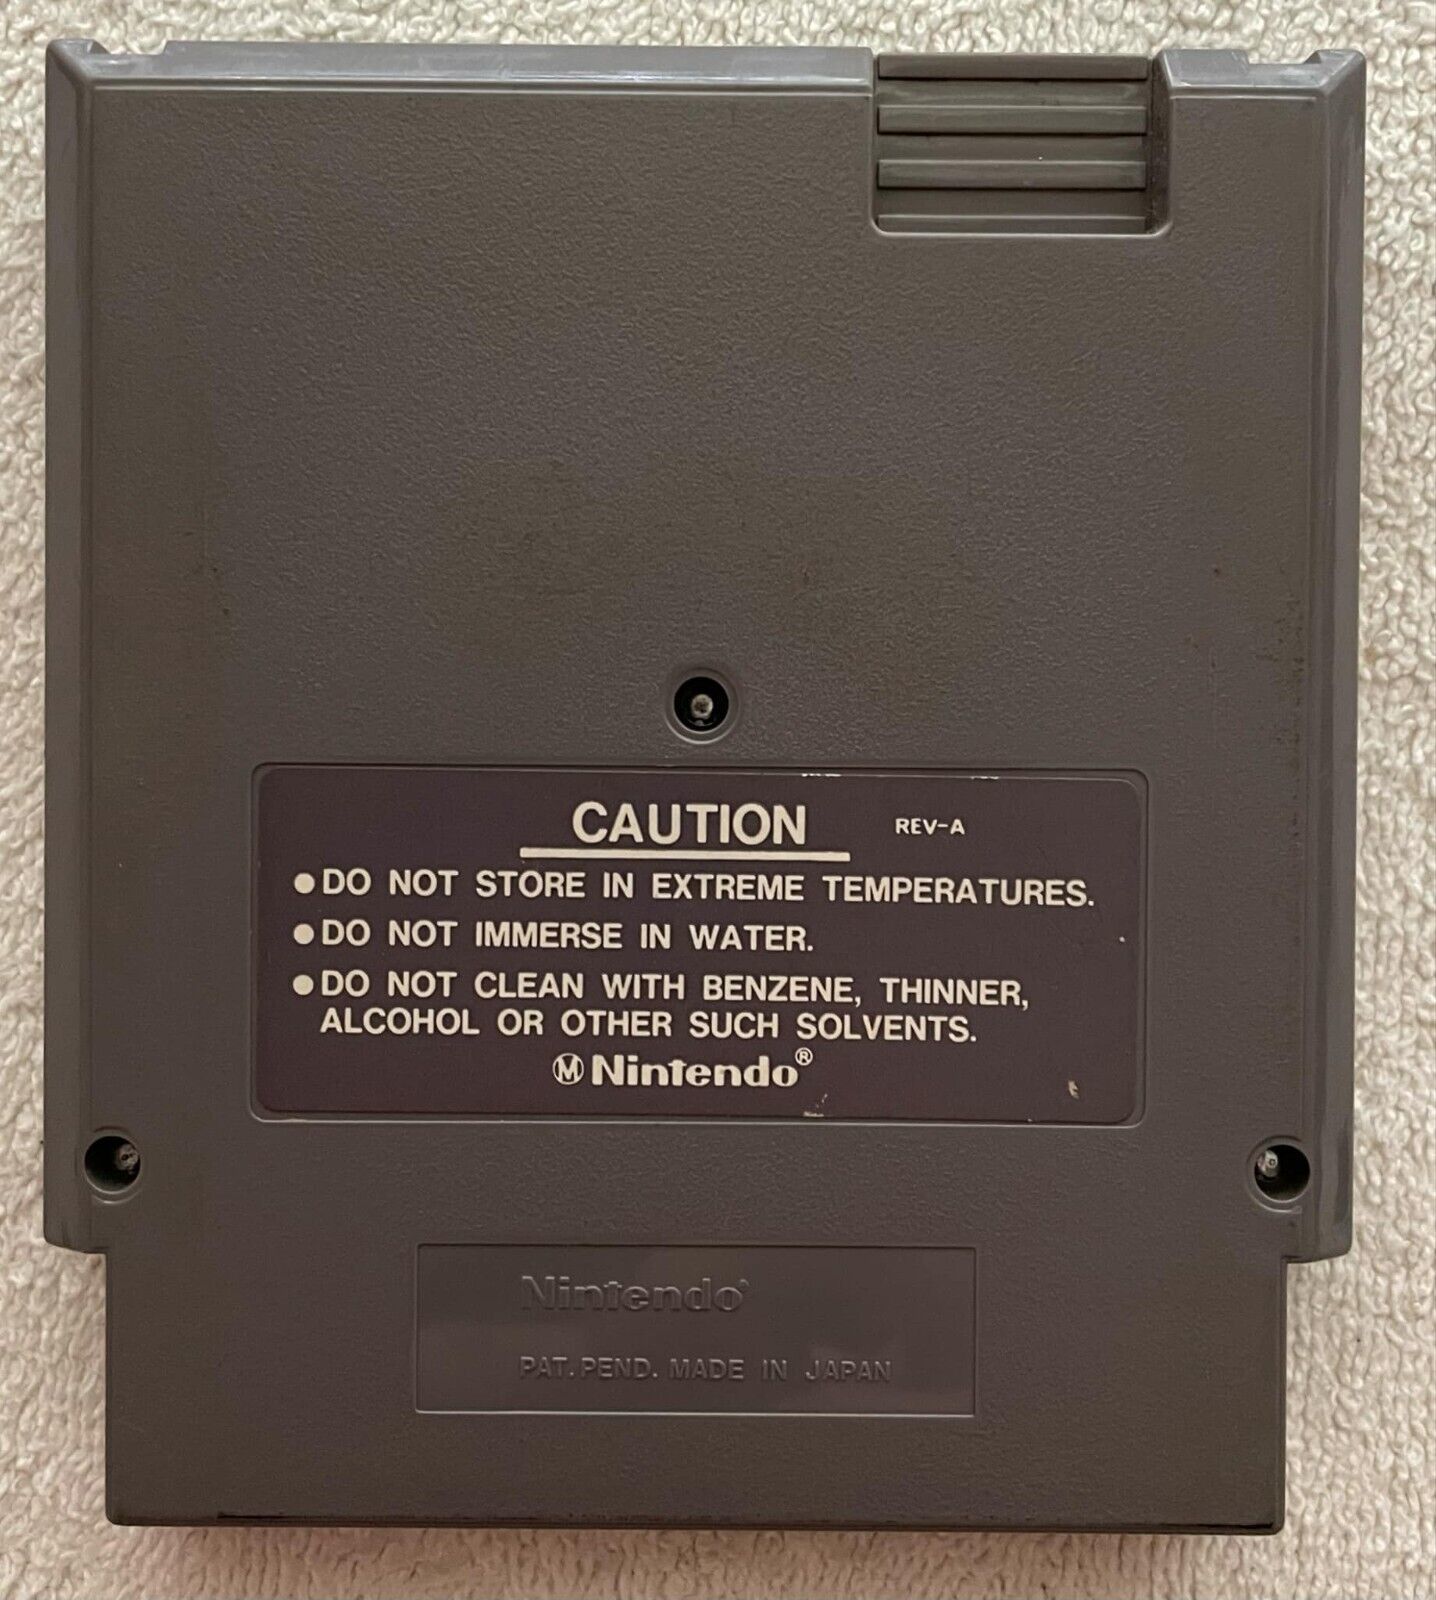 CAUTION REV-A
●DO NOT STORE IN EXTREME TEMPERATURES.
●DO NOT IMMERSE IN WATER.
●DO NOT CLEAN WITH BENZENE, THINNER,
ALCOHOL OR OTHER SUCH SOLVENTS.
Ⓜ Nintendo®
Nintendo®
PAT. PEND. MADE IN JAPAN